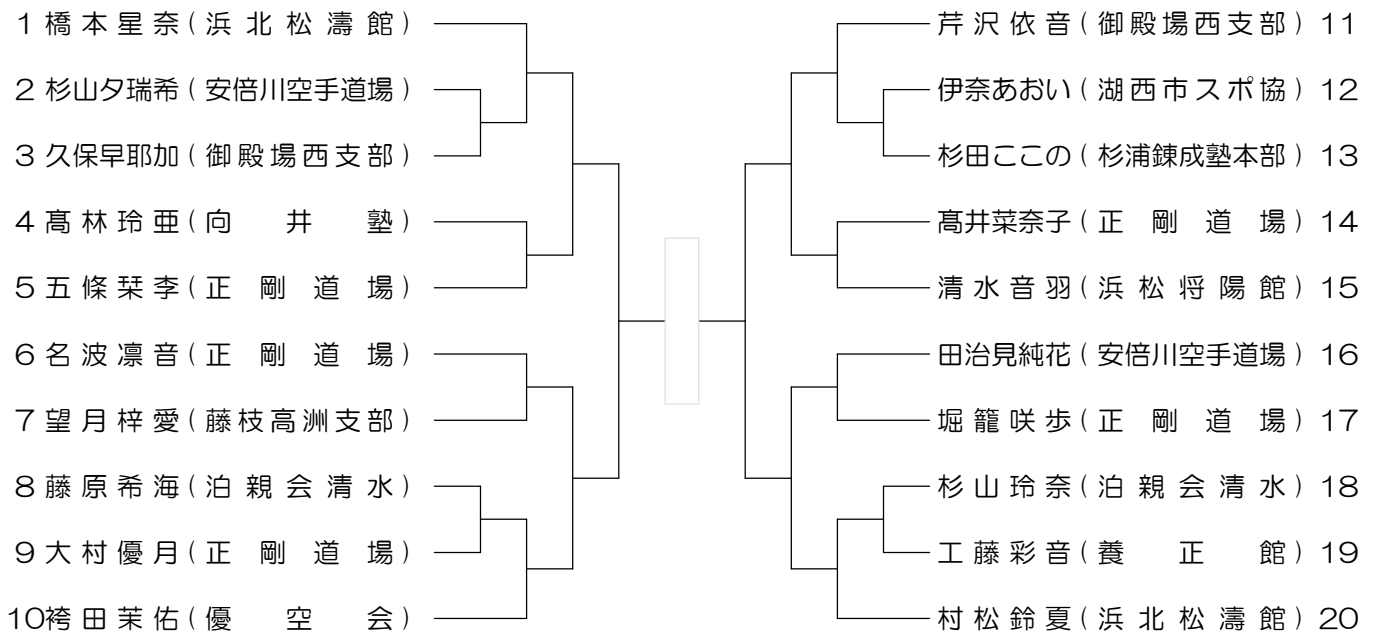 1 橋本星奈(浜北松濤館)
2 杉山夕瑞希(安倍川空手道場)
3 久保早耶加(御殿場西支部)
4 髙林玲亜(向井塾)
5 五條栞李(正剛道場)
6 名波凛音(正剛道場)
7 望月梓愛(藤枝高洲支部)
8 藤原希海(泊親会清水)
9 大村優月(正剛道場)
10 袴田茉佑(優空会)
芹沢依音(御殿場西支部) 11
伊奈あおい(湖西市スポ協) 12
杉田ここの(杉浦錬成塾本部) 13
髙井菜奈子(正剛道場) 14
清水音羽(浜松将陽館) 15
田治見純花(安倍川空手道場) 16
堀籠咲歩(正剛道場) 17
杉山玲奈(泊親会清水) 18
工藤彩音(養正館) 19
村松鈴夏(浜北松濤館) 20